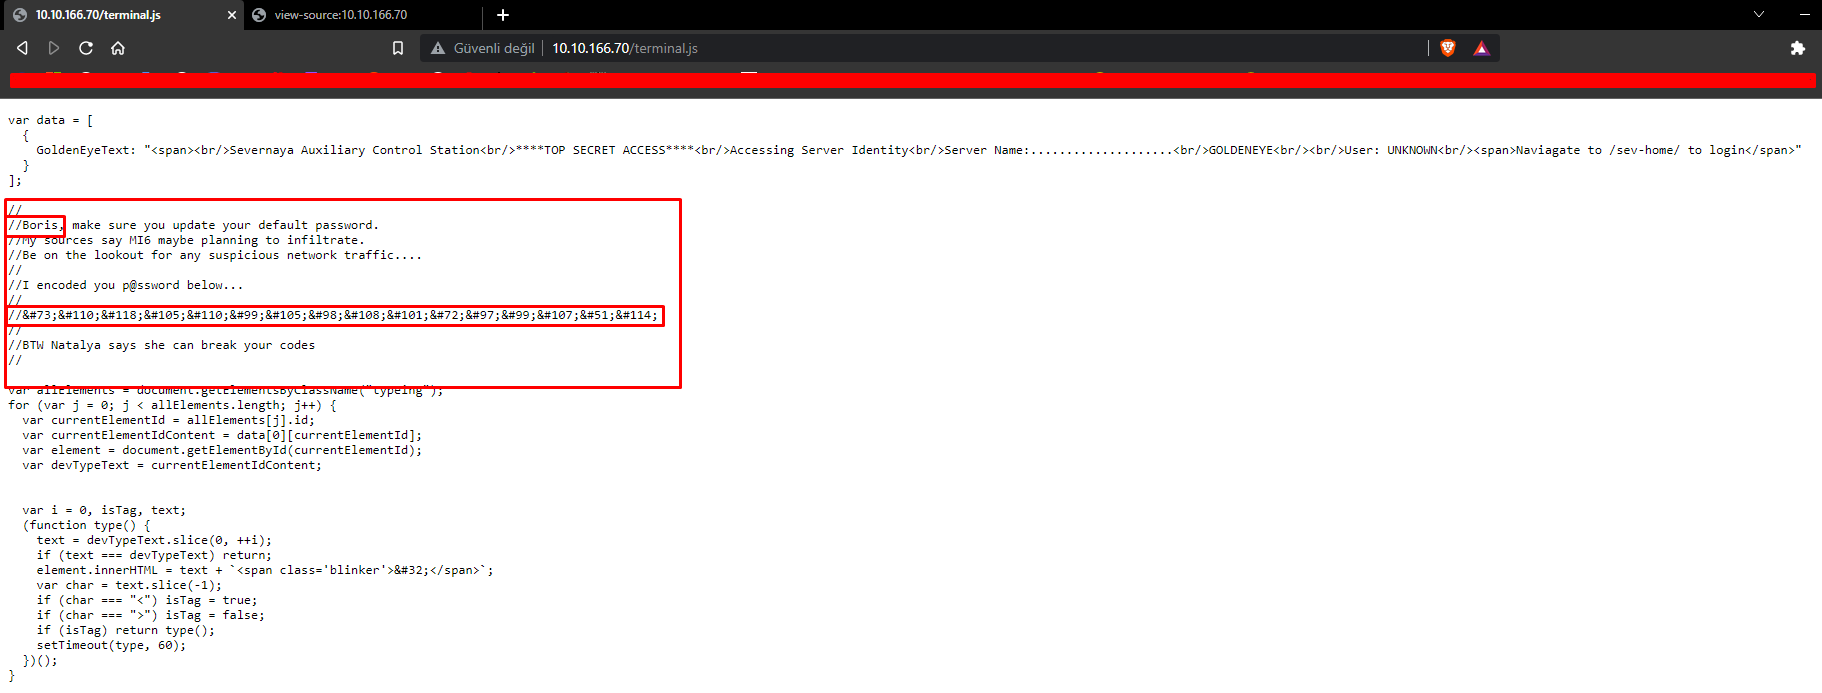 10.10.166.70/terminal.js
view-source:10.10.166.70
Güvenli değil
10.10.166.70/terminal.js
var data = [
  {
    GoldenEyeText: "<span><br/>Severnaya Auxiliary Control Station<br/>****TOP SECRET ACCESS****<br/>Accessing Server Identity<br/>Server Name:....................<br/>GOLDENEYE<br/><br/>User: UNKNOWN<br/><span>Naviagate to /sev-home/ to login</span>"
  }
];
//
//Boris, make sure you update your default password.
//My sources say MI6 maybe planning to infiltrate.
//Be on the lookout for any suspicious network traffic....
//
//I encoded you p@ssword below...
//
//&#73;&#110;&#118;&#105;&#110;&#99;&#105;&#98;&#108;&#101;&#72;&#97;&#99;&#107;&#51;&#114;
//
//BTW Natalya says she can break your codes
//
var allElements = document.getElementsByClassName("typeing");
for (var j = 0; j < allElements.length; j++) {
  var currentElementId = allElements[j].id;
  var currentElementIdContent = data[0][currentElementId];
  var element = document.getElementById(currentElementId);
  var devTypeText = currentElementIdContent;
  var i = 0, isTag, text;
  (function type() {
    text = devTypeText.slice(0, ++i);
    if (text === devTypeText) return;
    element.innerHTML = text + `<span class='blinker'>&#32;</span>`;
    var char = text.slice(-1);
    if (char === "<") isTag = true;
    if (char === ">") isTag = false;
    if (isTag) return type();
    setTimeout(type, 60);
  })();
}